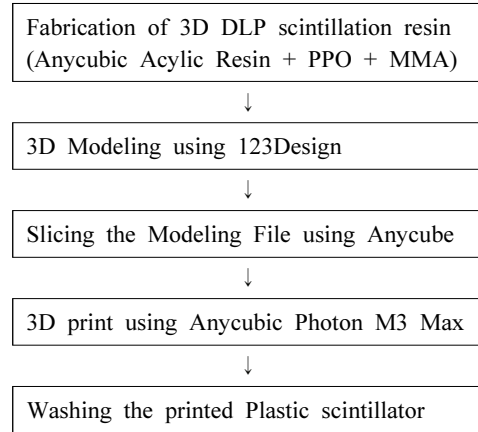 Fabrication of 3D DLP scintillation resin
(Anycubic Acylic Resin + PPO + MMA)
↓
3D Modeling using 123Design
↓
Slicing the Modeling File using Anycube
↓
3D print using Anycubic Photon M3 Max
↓
Washing the printed Plastic scintillator